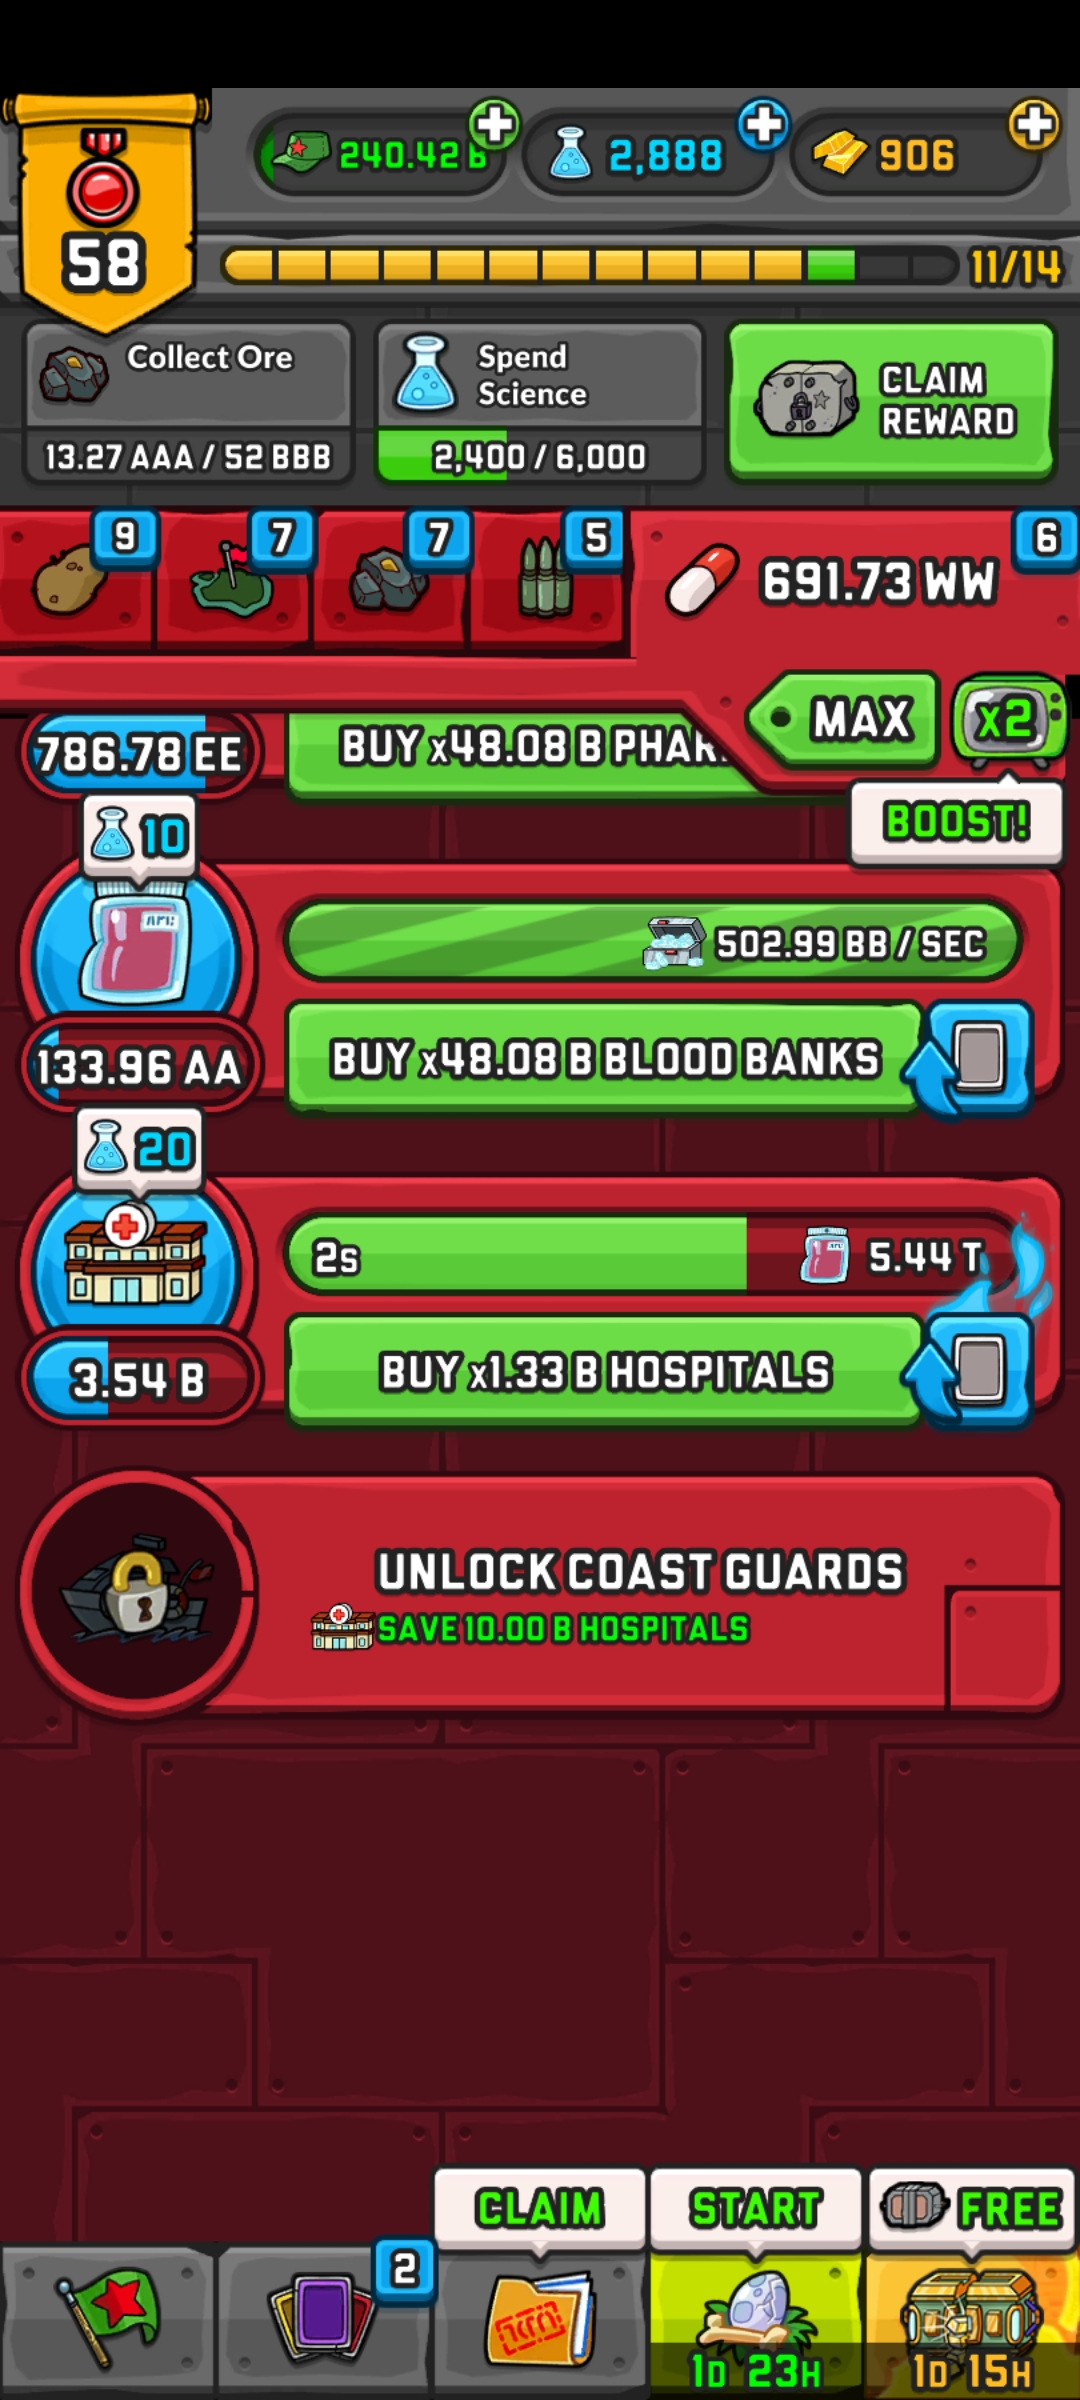 240.42 B
2,888
906
58
11/14
Collect Ore
13.27 AAA / 52 BBB
Spend
Science
2,400 / 6,000
CLAIM
REWARD
9
7
7
5
6
691.73 WW
MAX
x2
BOOST!
786.78 EE
BUY x48.08 B PHAR
10
502.99 BB / SEC
133.96 AA
BUY x48.08 B BLOOD BANKS
20
2s
5.44 T
3.54 B
BUY x1.33 B HOSPITALS
UNLOCK COAST GUARDS
SAVE 10.00 B HOSPITALS
CLAIM
START
FREE
2
1D 23H
1D 15H